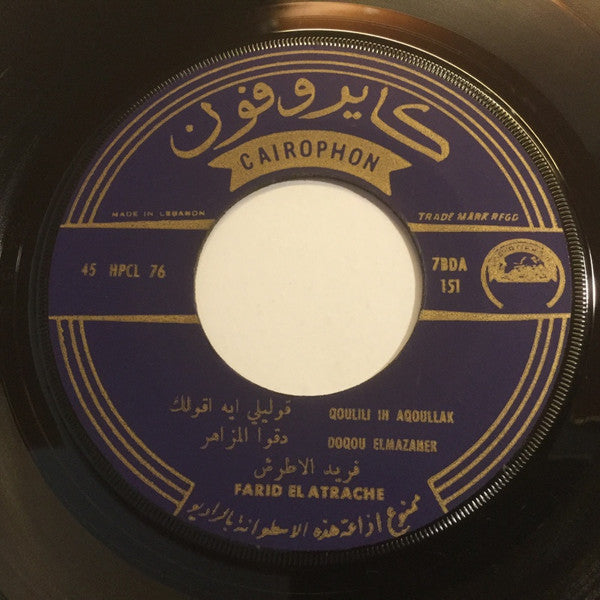 كايروفون
CAIROPHON
MADE IN LEBANON
TRADE MARK REGD
45 HPCL 76
7BDA
151
قوليلي ايه اقولك QOULILI IH AQOULLAK
دقوا المزاهر DOQOU ELMAZAHER
فريد الاطرش
FARID EL ATRACHE
ممنوع اذاعة هذه الاسطوانة بالراديو